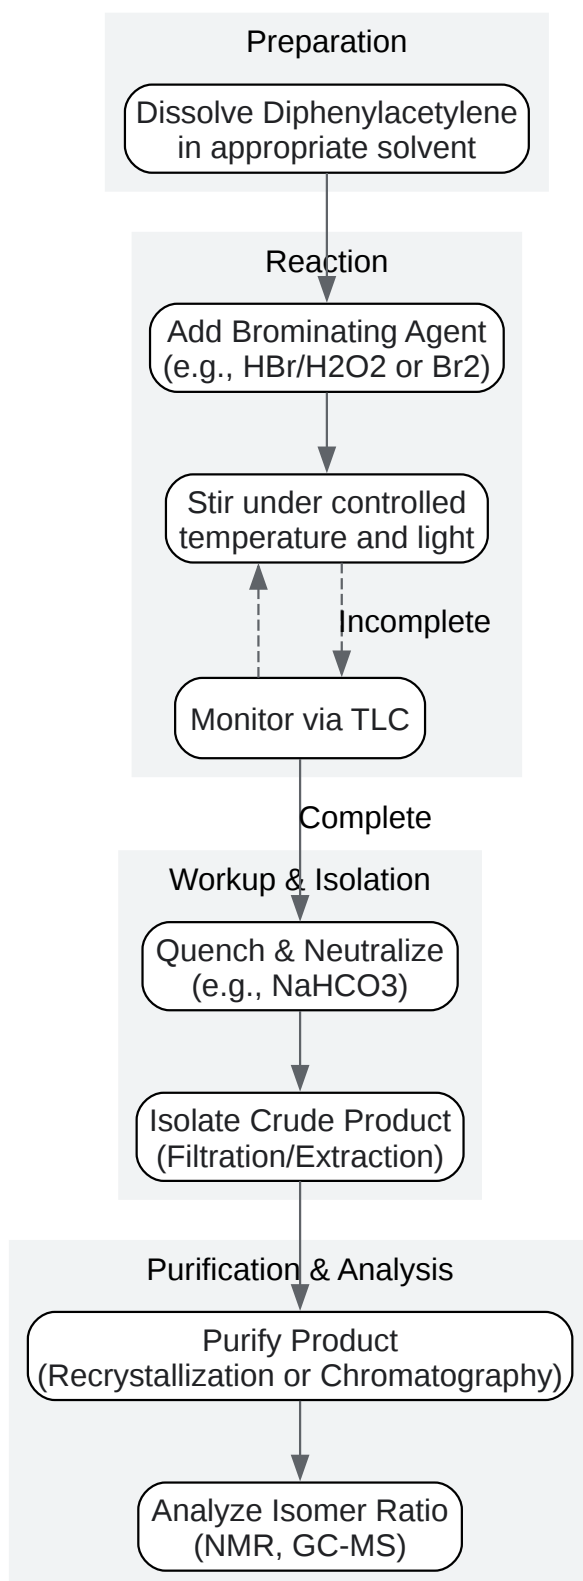 Preparation
Dissolve Diphenylacetylene
in appropriate solvent
Reaction
Add Brominating Agent
(e.g., HBr/H2O2 or Br2)
Stir under controlled
temperature and light
Incomplete
Monitor via TLC
Complete
Workup & Isolation
Quench & Neutralize
(e.g., NaHCO3)
Isolate Crude Product
(Filtration/Extraction)
Purification & Analysis
Purify Product
(Recrystallization or Chromatography)
Analyze Isomer Ratio
(NMR, GC-MS)